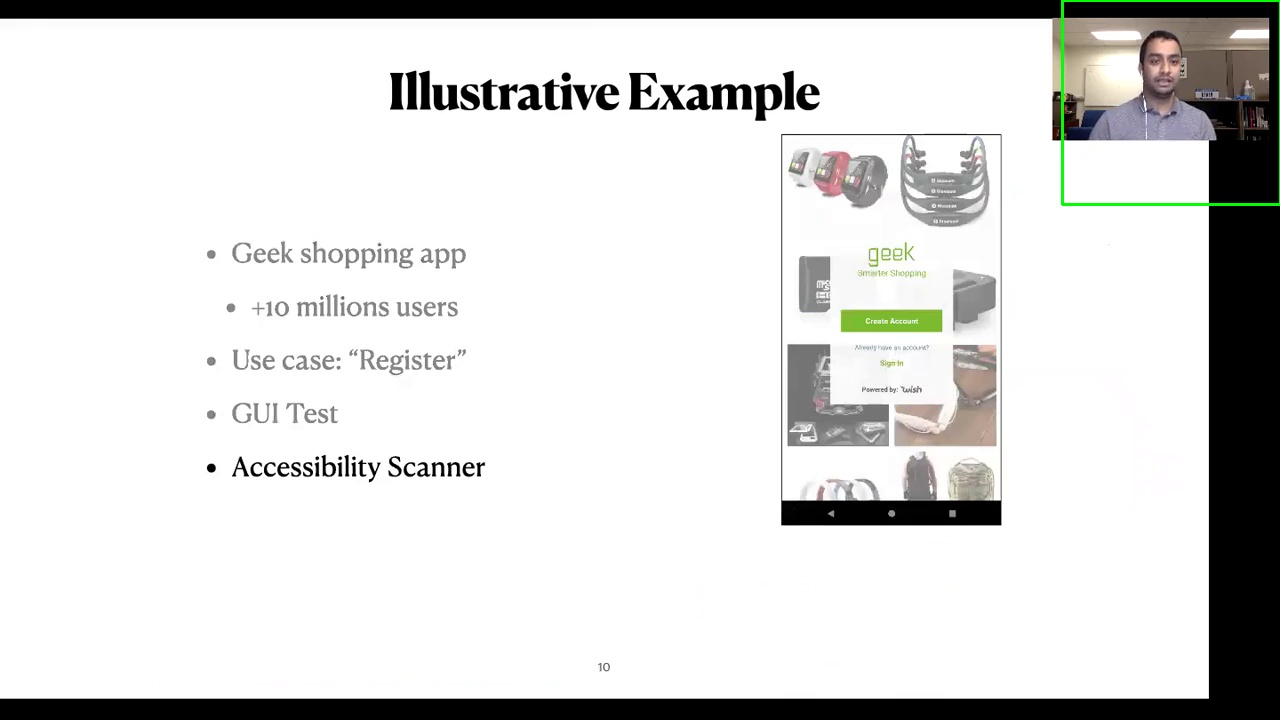 Illustrative Example
• Geek shopping app
• +10 millions users
• Use case: “Register”
• GUI Test
• Accessibility Scanner
geek
Smarter Shopping
Create Account
Already have an account?
Sign In
Powered by: wish
10